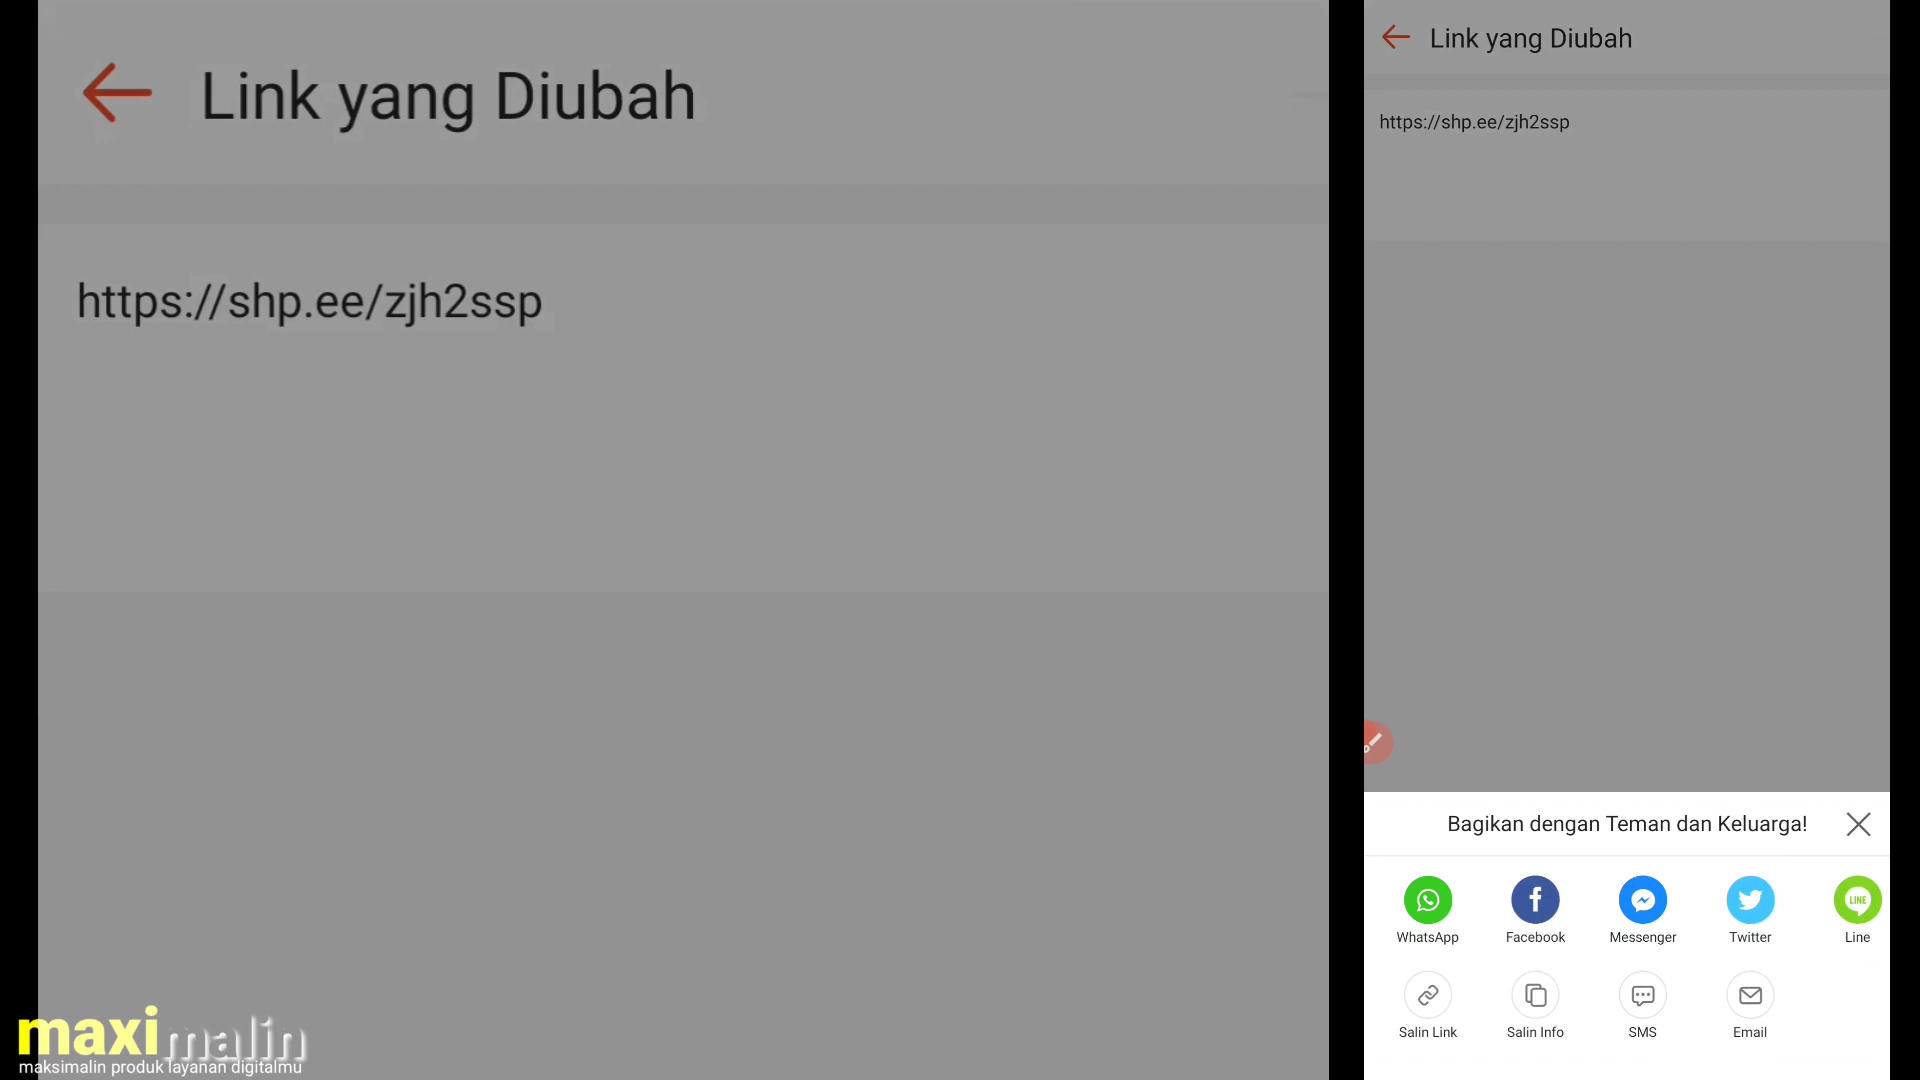 Link yang Diubah
https://shp.ee/zjh2ssp
maximalin
maksimalin produk layanan digitalmu
Link yang Diubah
https://shp.ee/zjh2ssp
Bagikan dengan Teman dan Keluarga!
WhatsApp Facebook Messenger Twitter Line
LINE
Salin Link Salin Info SMS Email